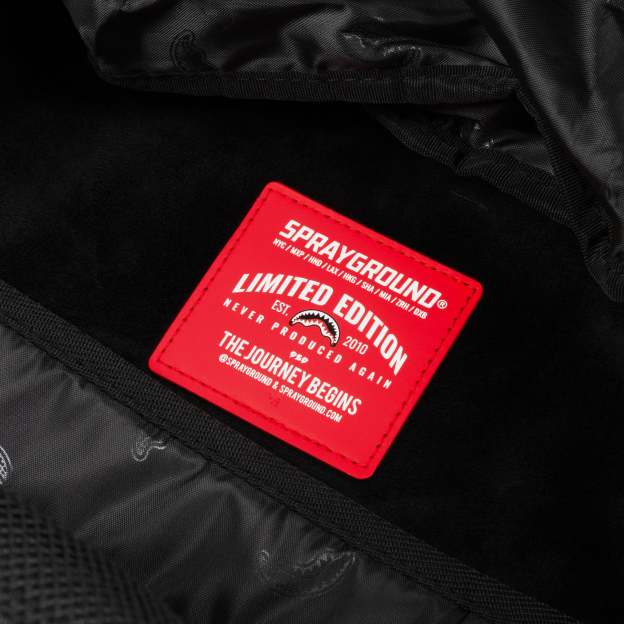 SPRAYGROUND®
NYC / MXP / HND / LAX / HKG / SHA / MIA / ZRH / DXB
LIMITED EDITION
EST. 2010
NEVER PRODUCED AGAIN
THE JOURNEY BEGINS
@SPRAYGROUND & SPRAYGROUND.COM